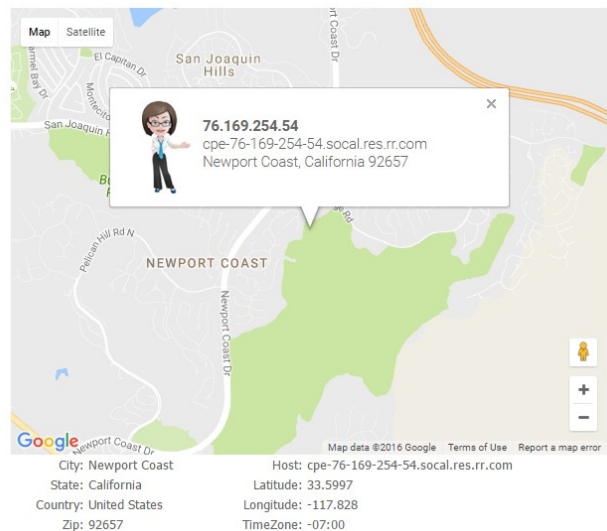 Map Satellite
El Capitan Dr
San Joaquin
Hills
Newport Coast Dr
San Joaquin H
76.169.254.54
cpe-76-169-254-54.socal.res.rr.com
Newport Coast, California 92657
Pelican Hill Rd N
NEWPORT COAST
Newport Coast Dr
Google
Newport Coast Dr
Map data ©2016 Google Terms of Use Report a map error
City: Newport Coast Host: cpe-76-169-254-54.socal.res.rr.com
State: California Latitude: 33.5997
Country: United States Longitude: -117.828
Zip: 92657 TimeZone: -07:00